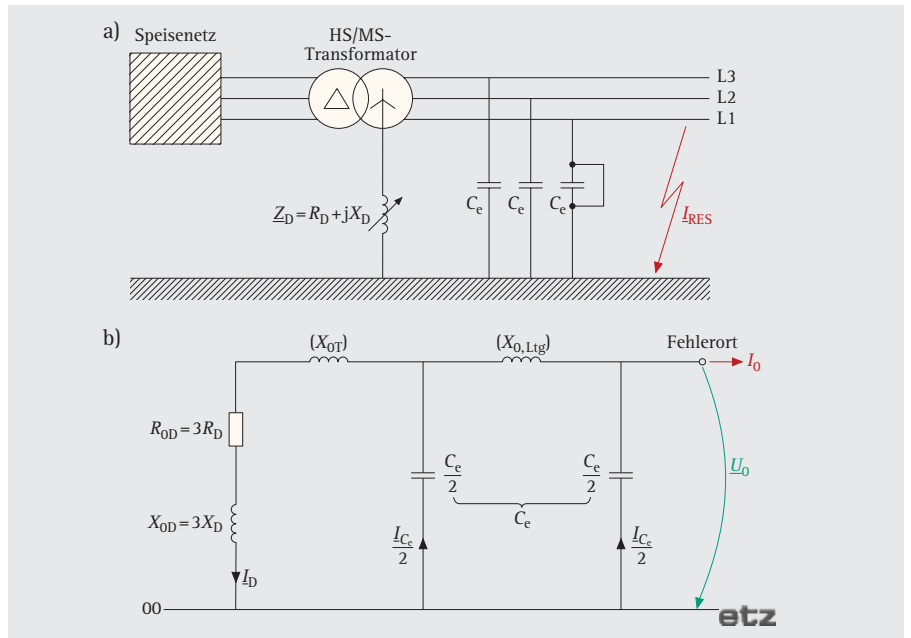 a)
Speisenetz
HS/MS-
Transformator
L3
L2
L1
Z_D = R_D + jX_D
C_e
C_e
C_e
I_RES
b)
(X_0T)
(X_0,Ltg)
Fehlerort
I_0
R_0D = 3R_D
C_e/2
C_e/2
U_0
C_e
X_0D = 3X_D
I_Ce/2
I_Ce/2
I_D
00
etz